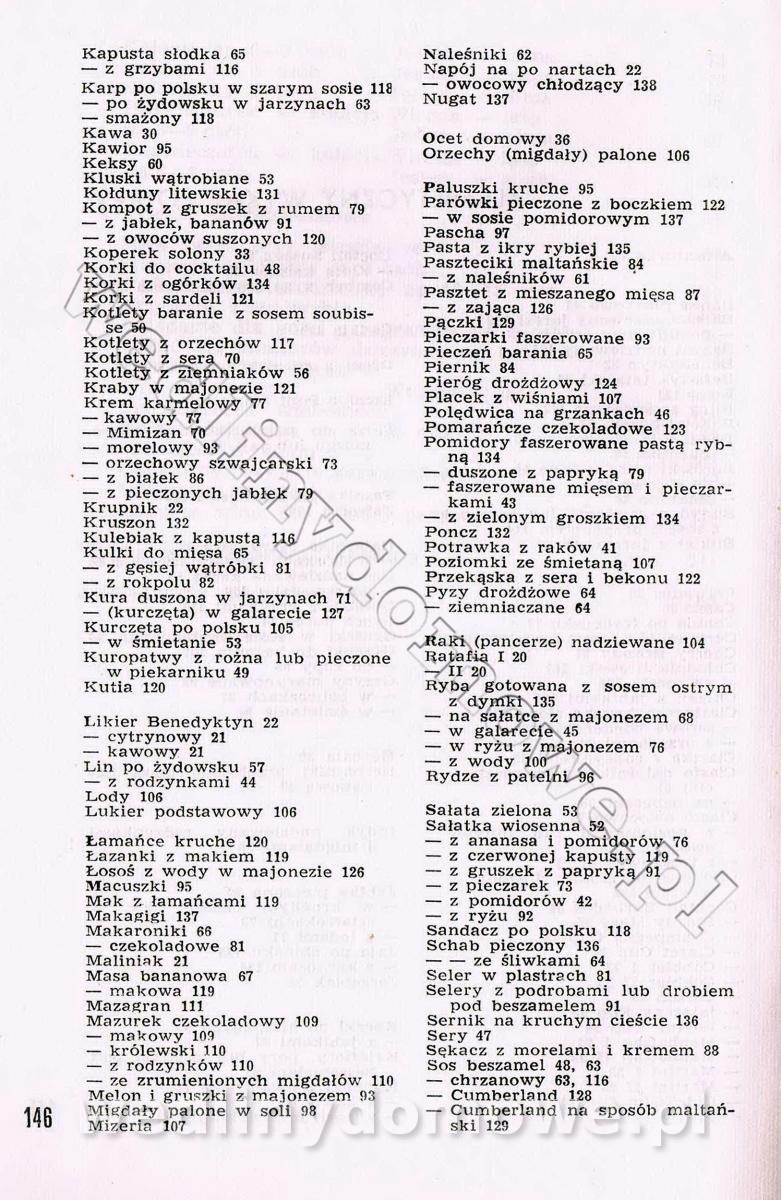 Kapusta słodka 65
— z grzybami 116
Karp po polsku w szarym sosie 118
— po żydowsku w jarzynach 63
— smażony 118
Kawa 30
Kawior 95
Keksy 60
Kluski wątrobiane 53
Kołduny litewskie 131
Kompot z gruszek z rumem 79
— z jabłek, bananów 91
— z owoców suszonych 120
Koperek solony 33
Korki do cocktailu 48
Korki z ogórków 134
Korki z sardeli 121
Kotlety baranie z sosem soubis-
se 50
Kotlety z orzechów 117
Kotlety z sera 70
Kotlety z ziemniaków 56
Kraby w majonezie 121
Krem karmelowy 77
— kawowy 77
— Mimizan 70
— morelowy 93
— orzechowy szwajcarski 73
— z białek 86
— z pieczonych jabłek 79
Krupnik 22
Kruszon 132
Kulebiak z kapustą 116
Kulki do mięsa 65
— z gęsiej wątróbki 81
— z rokpolu 82
Kura duszona w jarzynach 71
— (kurczęta) w galarecie 127
Kurczęta po polsku 105
— w śmietanie 53
Kuropatwy z rożna lub pieczone
w piekarniku 49
Kutia 120
Likier Benedyktyn 22
— cytrynowy 21
— kawowy 21
Lin po żydowsku 57
— z rodzynkami 44
Lody 106
Lukier podstawowy 106
Łamańce kruche 120
Łazanki z makiem 119
Łosoś z wody w majonezie 126
Macuszki 95
Mak z łamańcami 119
Makagigi 137
Makaroniki 66
— czekoladowe 81
Maliniak 21
Masa bananowa 67
— makowa 119
Mazagran 111
Mazurek czekoladowy 109
— makowy 109
— królewski 110
— z rodzynków 110
— ze zrumienionych migdałów 110
Melon i gruszki z majonezem 93
Migdały palone w soli 98
Mizeria 107
146
Naleśniki 62
Napój na po nartach 22
— owocowy chłodzący 138
Nugat 137
Ocet domowy 36
Orzechy (migdały) palone 106
Paluszki kruche 95
Parówki pieczone z boczkiem 122
— w sosie pomidorowym 137
Pascha 97
Pasta z ikry rybiej 135
Paszteciki maltańskie 84
— z naleśników 61
Pasztet z mieszanego mięsa 87
— z zająca 126
Pączki 129
Pieczarki faszerowane 93
Pieczeń barania 65
Piernik 84
Pieróg drożdżowy 124
Placek z wiśniami 107
Polędwica na grzankach 46
Pomarańcze czekoladowe 123
Pomidory faszerowane pastą ryb-
ną 134
— duszone z papryką 79
— faszerowane mięsem i pieczar-
kami 43
— z zielonym groszkiem 134
Poncz 132
Potrawka z raków 41
Poziomki ze śmietaną 107
Przekąska z sera i bekonu 122
Pyzy drożdżowe 64
— ziemniaczane 64
Raki (pancerze) nadziewane 104
Ratafia I 20
— II 20
Ryba gotowana z sosem ostrym
z dymki 135
— na sałatce z majonezem 68
— w galarecie 45
— w ryżu z majonezem 76
— z wody 100
Rydze z patelni 96
Sałata zielona 53
Sałatka wiosenna 52
— z ananasa i pomidorów 76
— z czerwonej kapusty 119
— z gruszek z papryką 91
— z pieczarek 73
— z pomidorów 42
— z ryżu 92
Sandacz po polsku 118
Schab pieczony 136
— — ze śliwkami 64
Seler w plastrach 81
Selery z podrobami lub drobiem
pod beszamelem 91
Sernik na kruchym cieście 136
Sery 47
Sękacz z morelami i kremem 88
Sos beszamel 48, 63
— chrzanowy 63, 116
— Cumberland 128
— Cumberland na sposób maltań-
ski 129
wedlinydomowe.pl
wedlinydomowe.pl